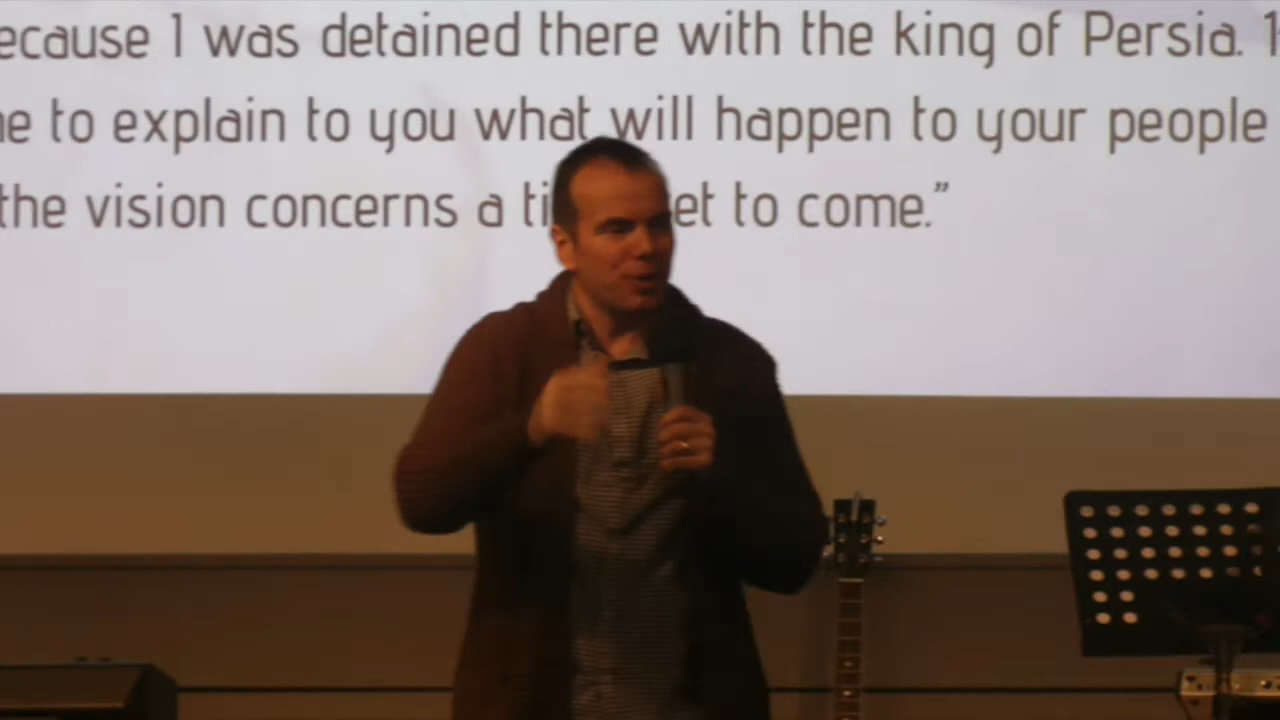 ecause I was detained there with the king of Persia.
to explain to you what will happen to your people
the vision concerns a et to come.”